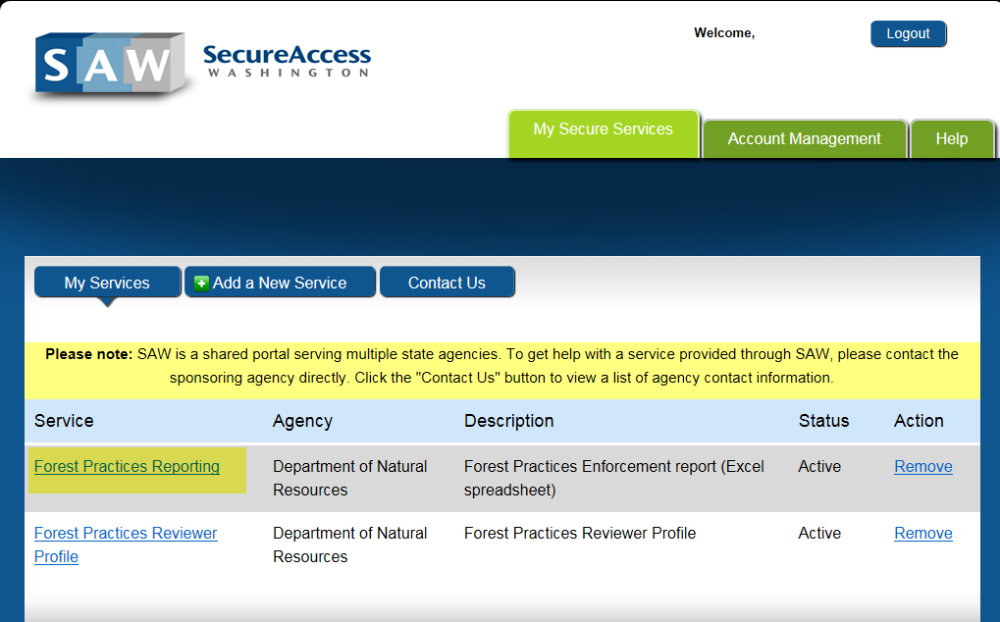 Welcome,
Logout
SAW
SecureAccess
WASHINGTON
My Secure Services
Account Management
Help
My Services
Add a New Service
Contact Us
Please note: SAW is a shared portal serving multiple state agencies. To get help with a service provided through SAW, please contact the
sponsoring agency directly. Click the "Contact Us" button to view a list of agency contact information.
Service Agency Description Status Action
Forest Practices Reporting Department of Natural Forest Practices Enforcement report (Excel Active Remove
Resources spreadsheet)
Forest Practices Reviewer Department of Natural Forest Practices Reviewer Profile Active Remove
Profile Resources